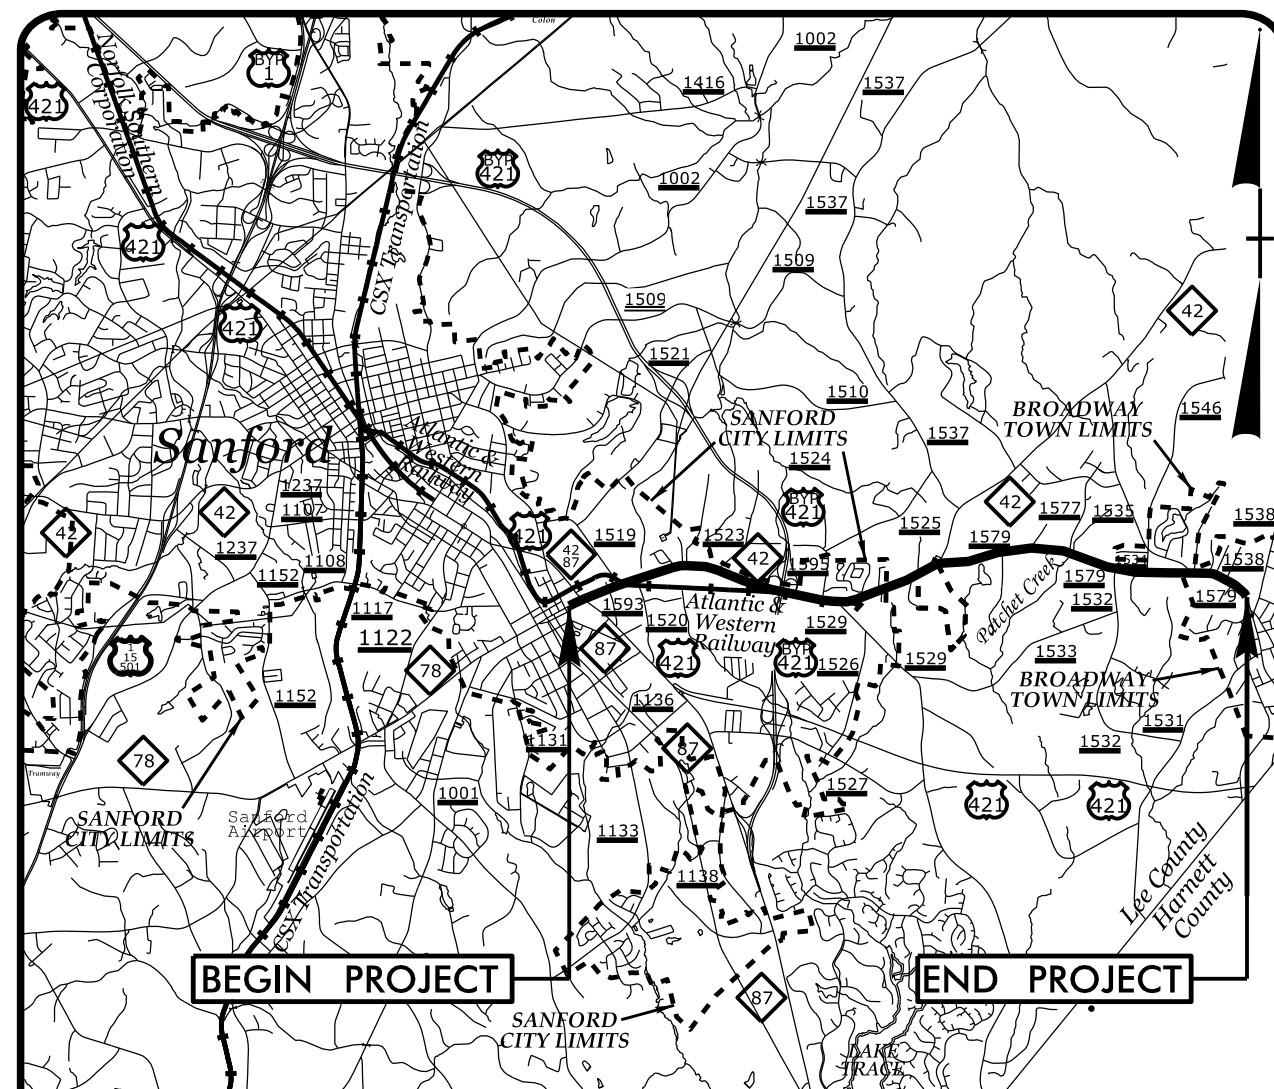 Colon
1002
BYP
1
1416
1537
421
Norfolk Southern
Corporation
CSX Transportation
BYP
421
1002
1537
421
1509
1509
42
421
1521
1510
BROADWAY
TOWN LIMITS
1546
SANFORD
CITY LIMITS
1537
Sanford
Atlantic &
Western
Railway
1524
1237
1107
42
42
BYP
421
42
1577
1535
1538
421
42
87
1519
1523
42
1525
1579
1237
1108
1152
1595
1531
1538
1579
1532
1579
Patchet Creek
1117
1122
1593
Atlantic &
Western
Railway
1520
1529
1
15
501
78
87
421
BYP
421
1526
1529
1533
BROADWAY
TOWN LIMITS
1152
1136
1531
1131
87
1532
78
Tramway
1001
1527
421
421
SANFORD
CITY LIMITS
Sanford
Airport
CSX Transportation
1133
1138
Lee County
Harnett
County
BEGIN PROJECT
END PROJECT
87
SANFORD
CITY LIMITS
LAKE
TRACE